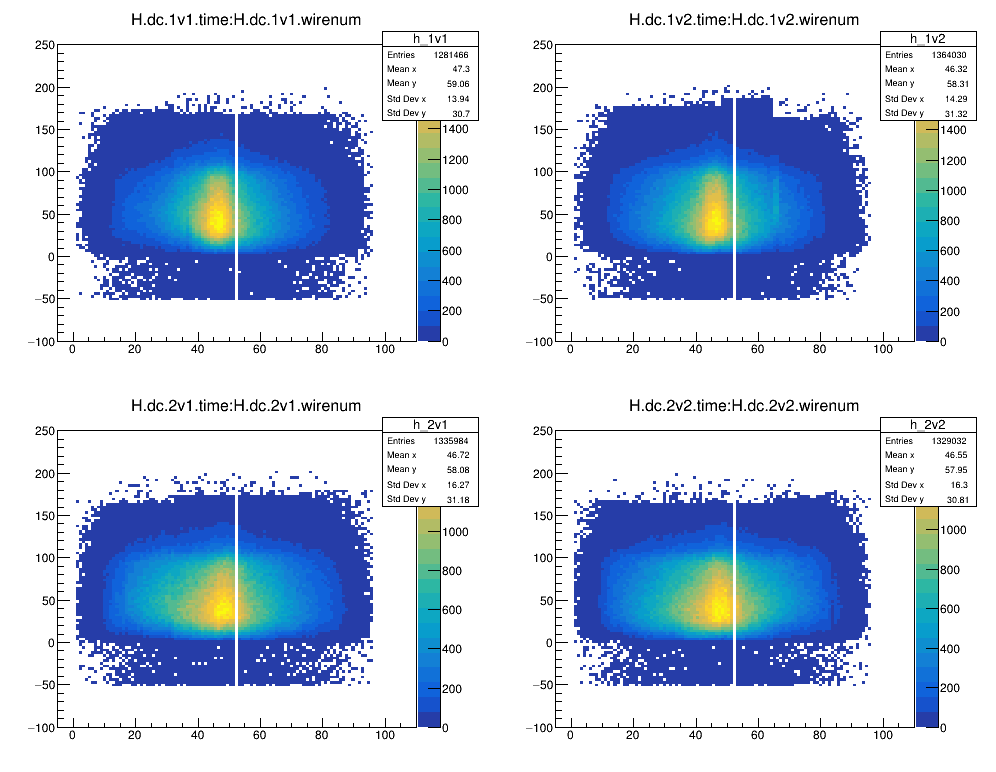 H.dc.1v1.time:H.dc.1v1.wirenum
h_1v1
Entries 1281466
Mean x 47.3
Mean y 59.06
Std Dev x 13.94
Std Dev y 30.7
250
200
150
100
50
0
−50
−100
0 20 40 60 80 100
1400
1200
1000
800
600
400
200
0
H.dc.1v2.time:H.dc.1v2.wirenum
h_1v2
Entries 1364030
Mean x 46.32
Mean y 58.31
Std Dev x 14.29
Std Dev y 31.32
250
200
150
100
50
0
−50
−100
0 20 40 60 80 100
1400
1200
1000
800
600
400
200
0
H.dc.2v1.time:H.dc.2v1.wirenum
h_2v1
Entries 1335984
Mean x 46.72
Mean y 58.08
Std Dev x 16.27
Std Dev y 31.18
250
200
150
100
50
0
−50
−100
0 20 40 60 80 100
1000
800
600
400
200
0
H.dc.2v2.time:H.dc.2v2.wirenum
h_2v2
Entries 1329032
Mean x 46.55
Mean y 57.95
Std Dev x 16.3
Std Dev y 30.81
250
200
150
100
50
0
−50
−100
0 20 40 60 80 100
1000
800
600
400
200
0